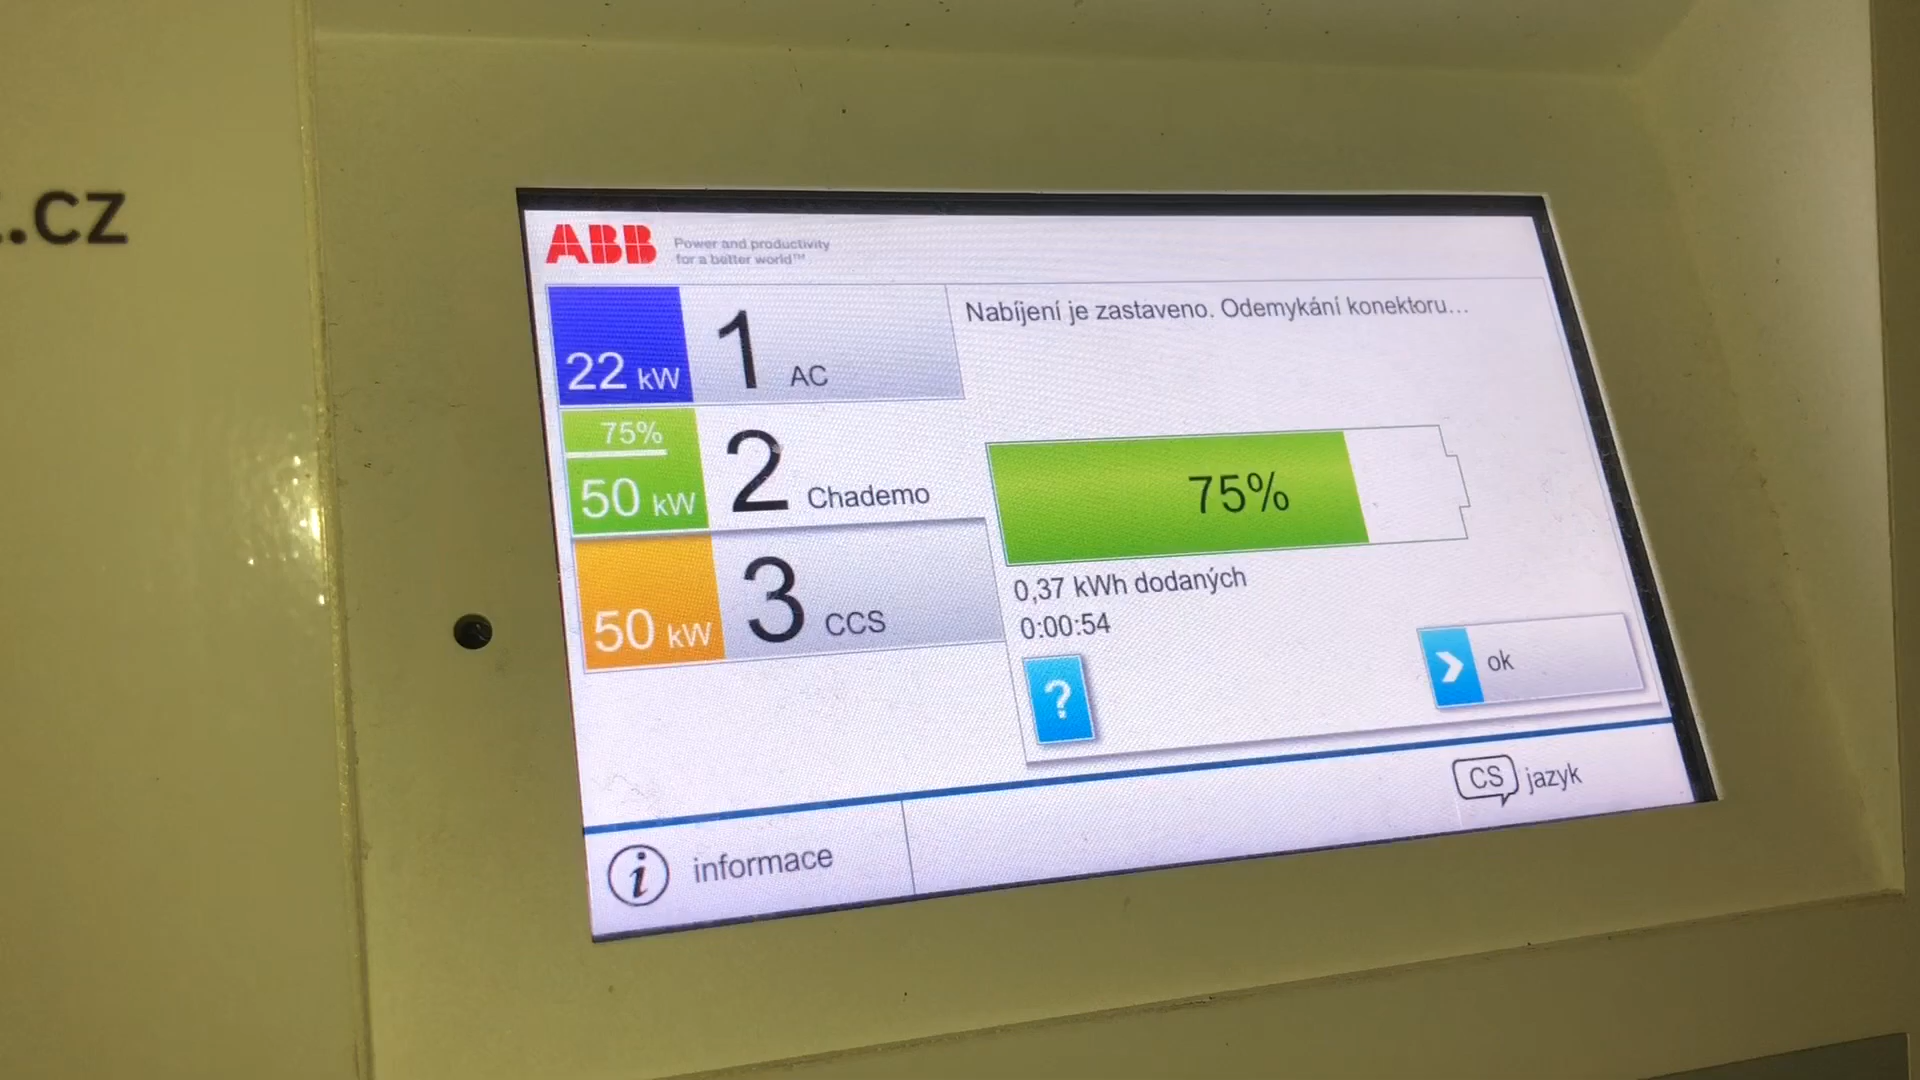 .cz
ABB
Power and productivity
for a better world™
22 kW 1 AC
75%
50 kW 2 Chademo
50 kW 3 CCS
Nabíjení je zastaveno. Odemykání konektoru...
75%
0,37 kWh dodaných
0:00:54
?
ok
CS jazyk
i informace